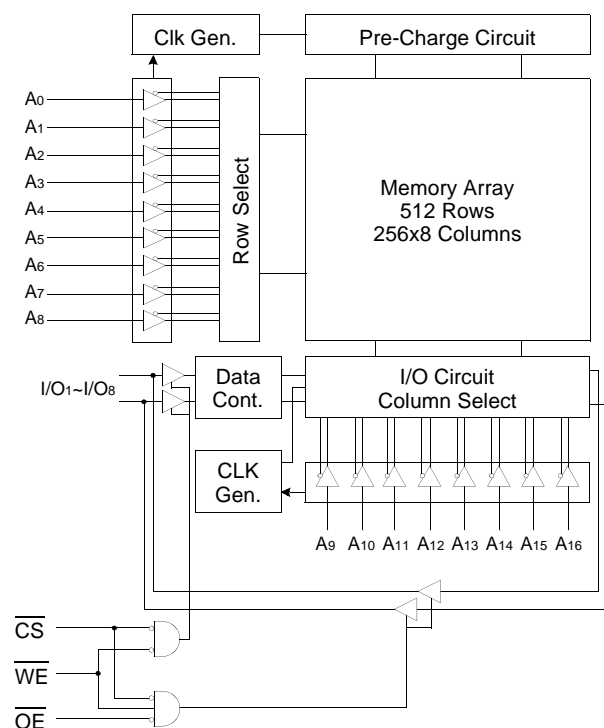 Clk Gen.
Pre-Charge Circuit
A0
A1
A2
A3
A4
A5
A6
A7
A8
Row Select
Memory Array
512 Rows
256x8 Columns
I/O1~I/O8
Data
Cont.
I/O Circuit
Column Select
CLK
Gen.
A9 A10 A11 A12 A13 A14 A15 A16
CS
WE
OE